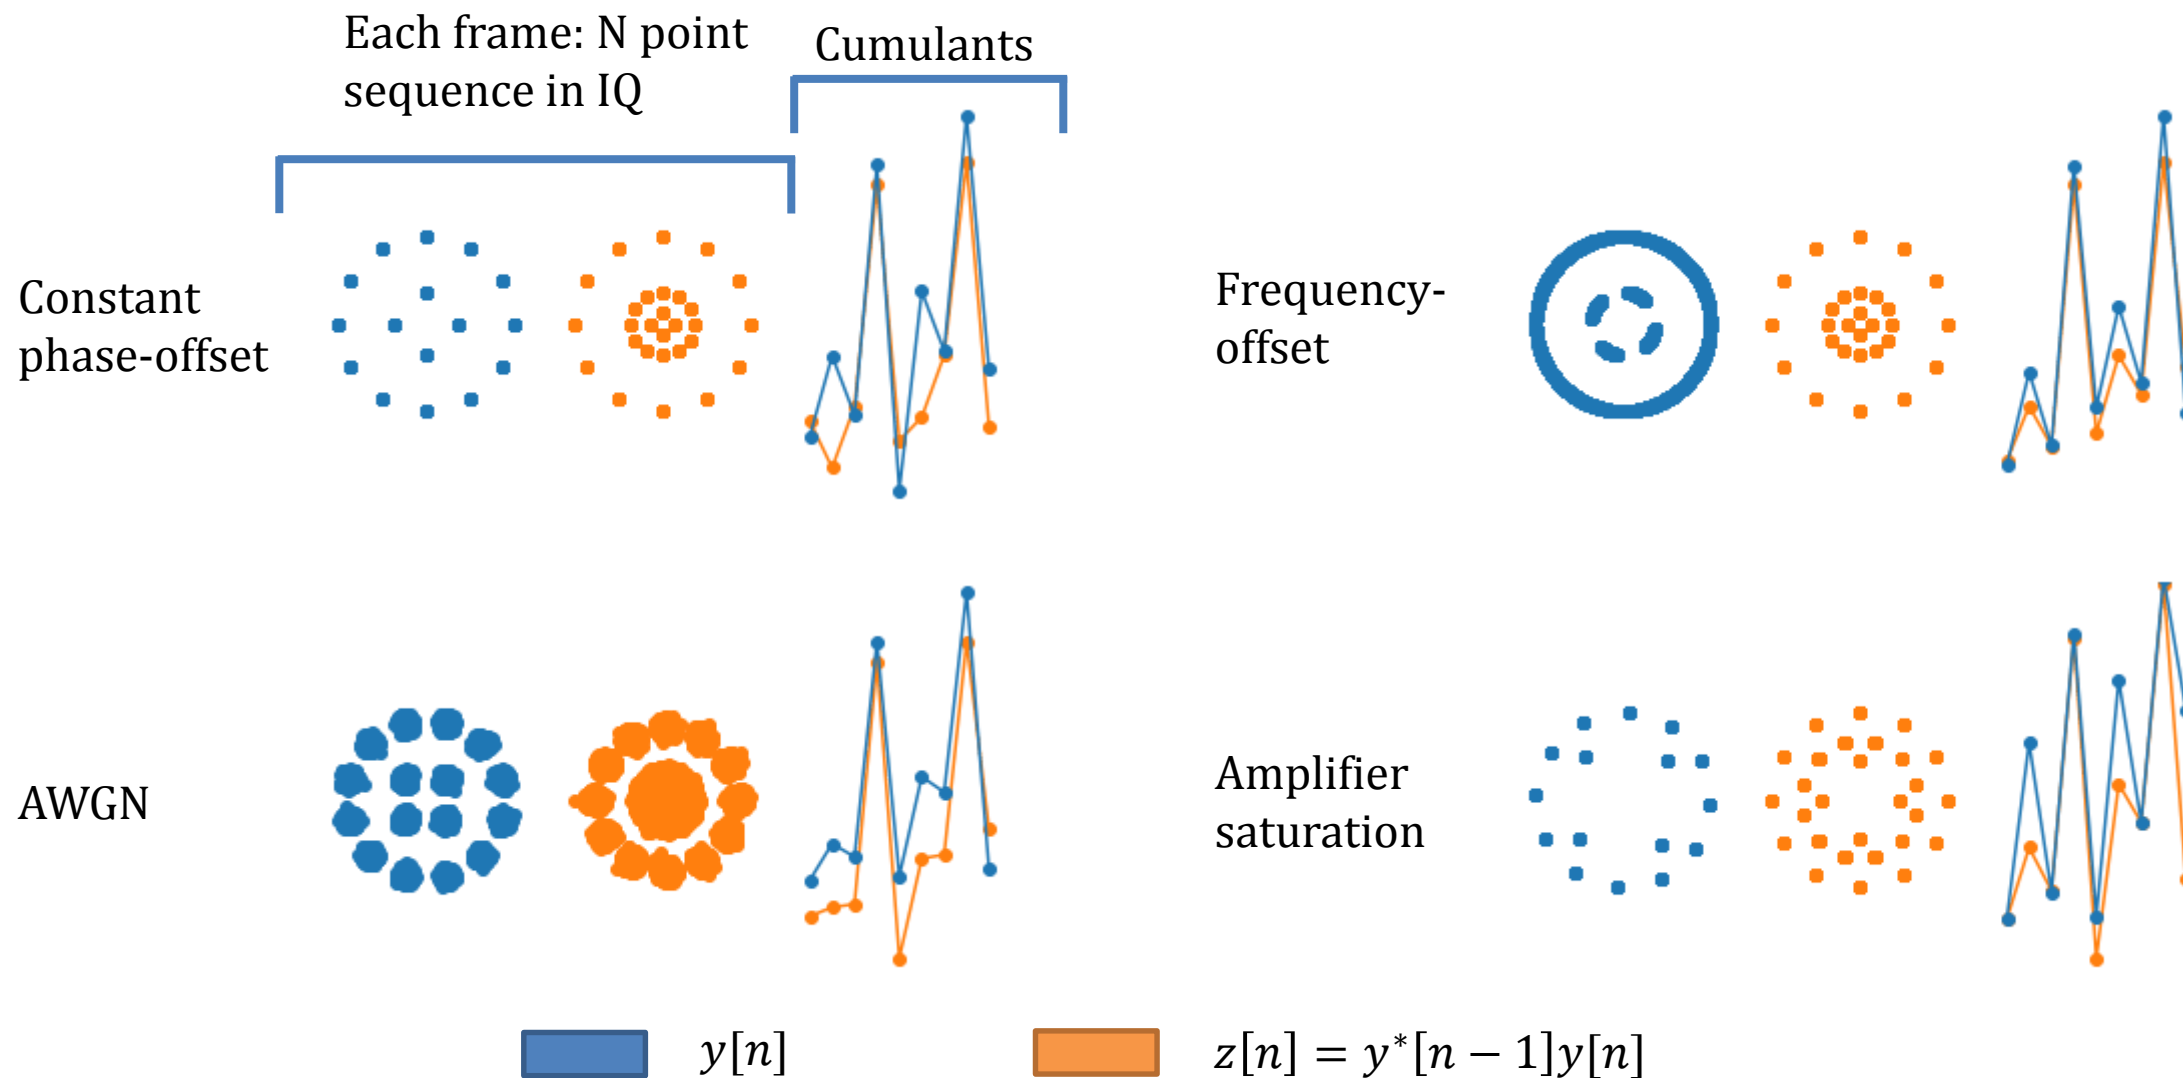 Each frame: N point
sequence in IQ
Cumulants
Constant
phase-offset
Frequency-
offset
AWGN
Amplifier
saturation
y[n]
z[n] = y*[n − 1]y[n]